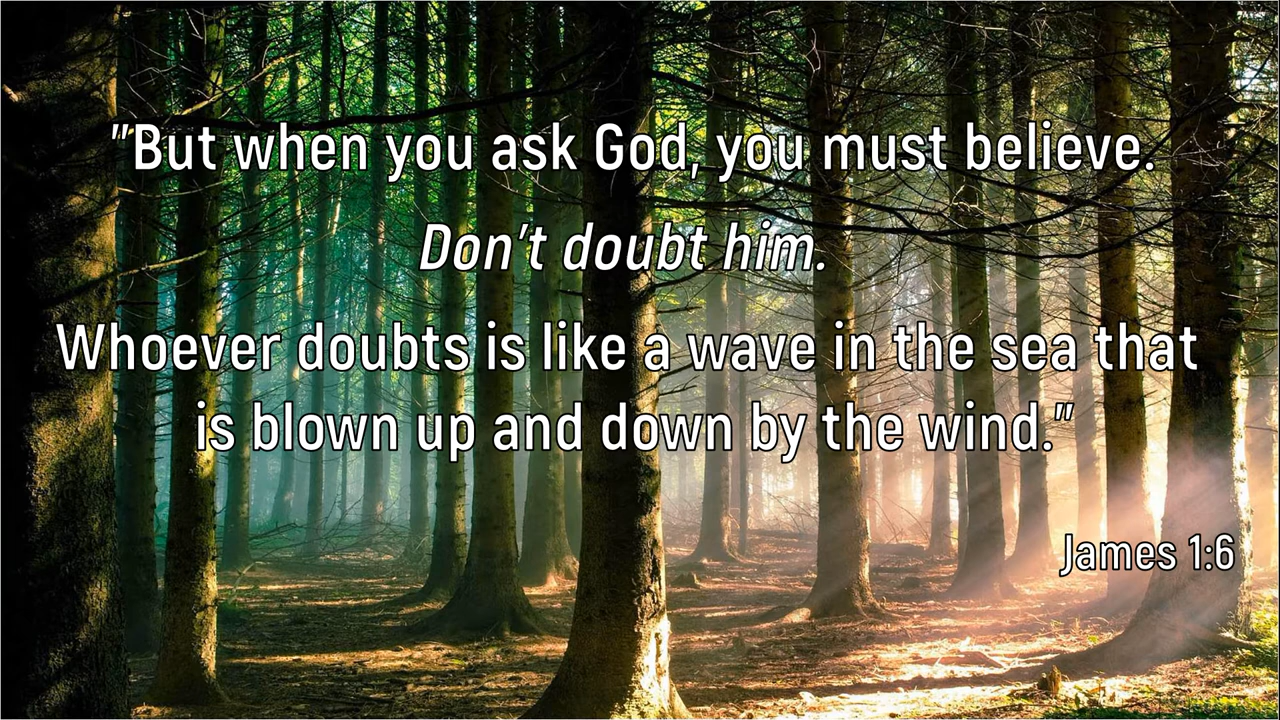 "But when you ask God, you must believe.
Don't doubt him.
Whoever doubts is like a wave in the sea that
is blown up and down by the wind."
James 1:6